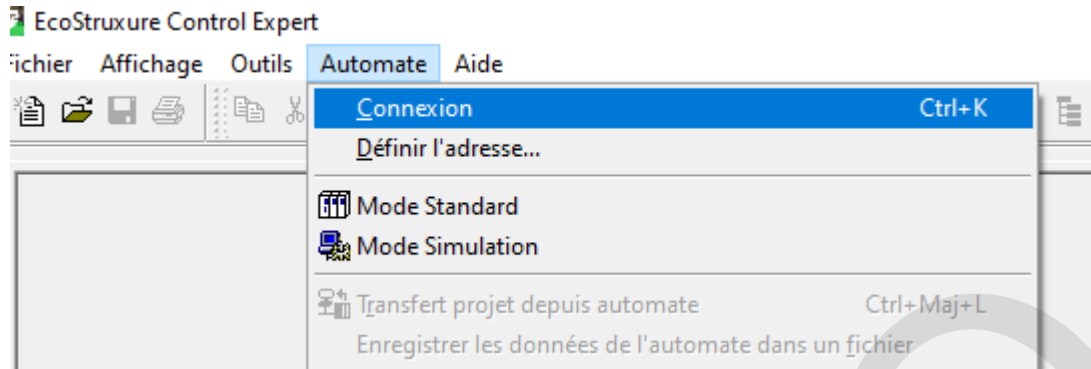 EcoStruxure Control Expert
Fichier Affichage Outils Automate Aide
Connexion Ctrl+K
Définir l'adresse...
Mode Standard
Mode Simulation
Transfert projet depuis automate Ctrl+Maj+L
Enregistrer les données de l'automate dans un fichier